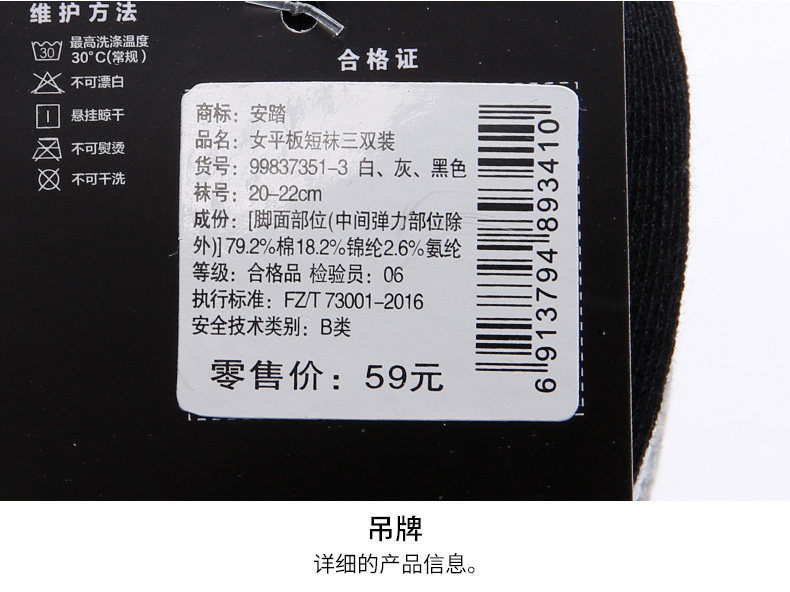 维护方法
30
最高洗涤温度
30°C(常规)
不可漂白
悬挂晾干
不可熨烫
不可干洗
合格证
商标：安踏
品名：女平板短袜三双装
货号：99837351-3 白、灰、黑色
袜号：20-22cm
成份：[脚面部位(中间弹力部位除
外)]79.2%棉18.2%锦纶2.6%氨纶
等级：合格品 检验员：06
执行标准：FZ/T 73001-2016
安全技术类别：B类
零售价：59元
6 913794 893410
吊牌
详细的产品信息。